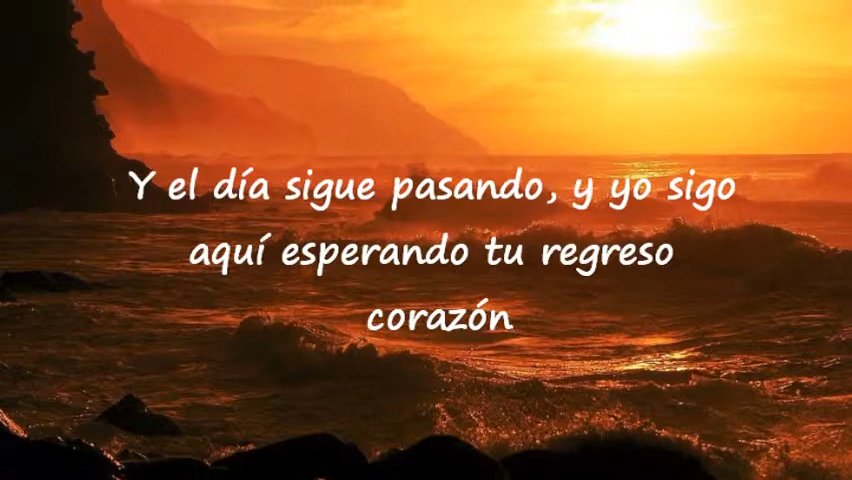 Y el día sigue pasando, y yo sigo
aquí esperando tu regreso
corazón